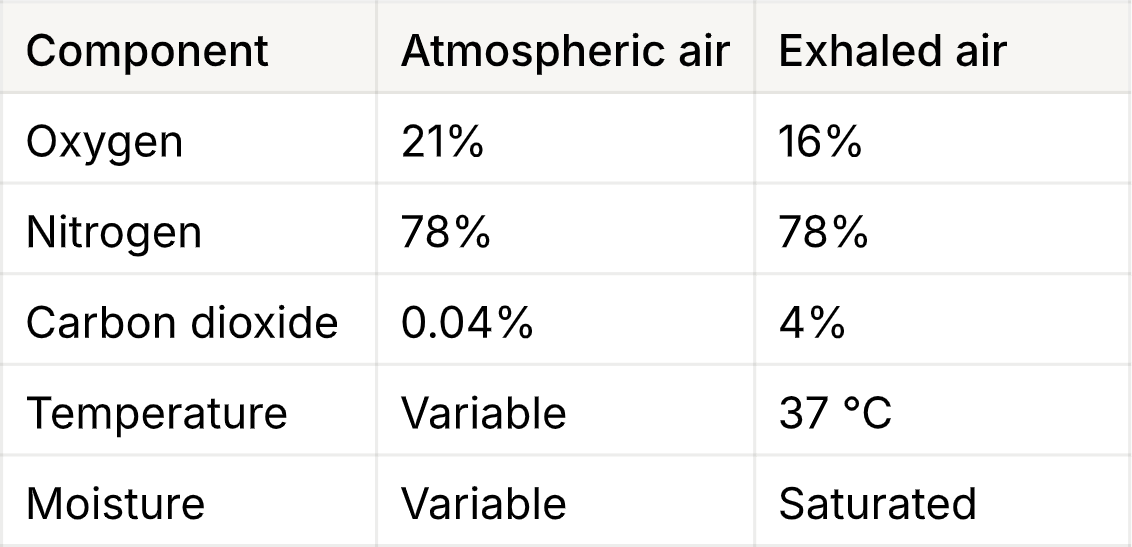 Component Atmospheric air Exhaled air
Oxygen 21% 16%
Nitrogen 78% 78%
Carbon dioxide 0.04% 4%
Temperature Variable 37 °C
Moisture Variable Saturated